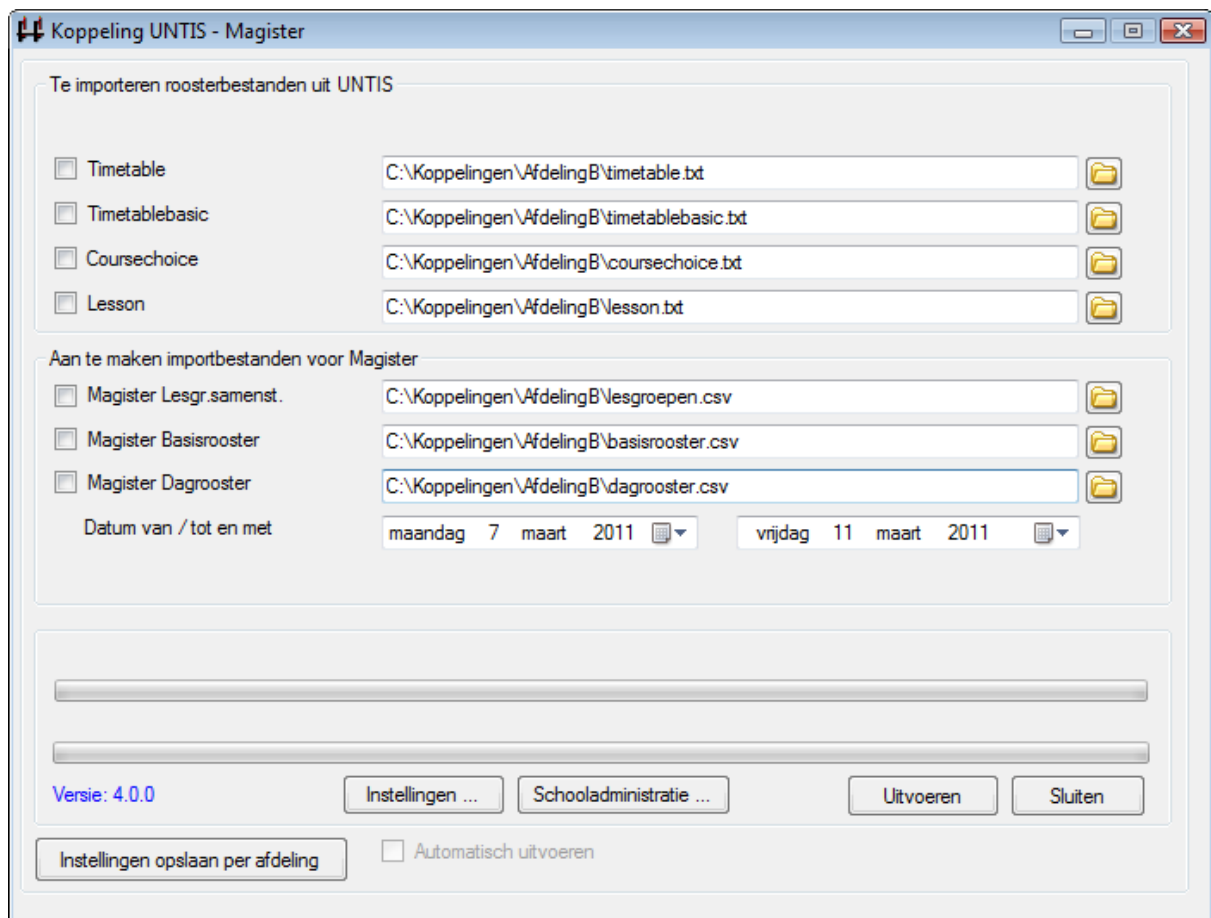 Koppeling UNTIS - Magister
Te importeren roosterbestanden uit UNTIS
Timetable C:\Koppelingen\AfdelingB\timetable.txt
Timetablebasic C:\Koppelingen\AfdelingB\timetablebasic.txt
Coursechoice C:\Koppelingen\AfdelingB\coursechoice.txt
Lesson C:\Koppelingen\AfdelingB\lesson.txt
Aan te maken importbestanden voor Magister
Magister Lesgr.samenst. C:\Koppelingen\AfdelingB\lesgroepen.csv
Magister Basisrooster C:\Koppelingen\AfdelingB\basisrooster.csv
Magister Dagrooster C:\Koppelingen\AfdelingB\dagrooster.csv
Datum van / tot en met maandag 7 maart 2011 vrijdag 11 maart 2011
Versie: 4.0.0 Instellingen ... Schooladministratie ... Uitvoeren Sluiten
Instellingen opslaan per afdeling Automatisch uitvoeren